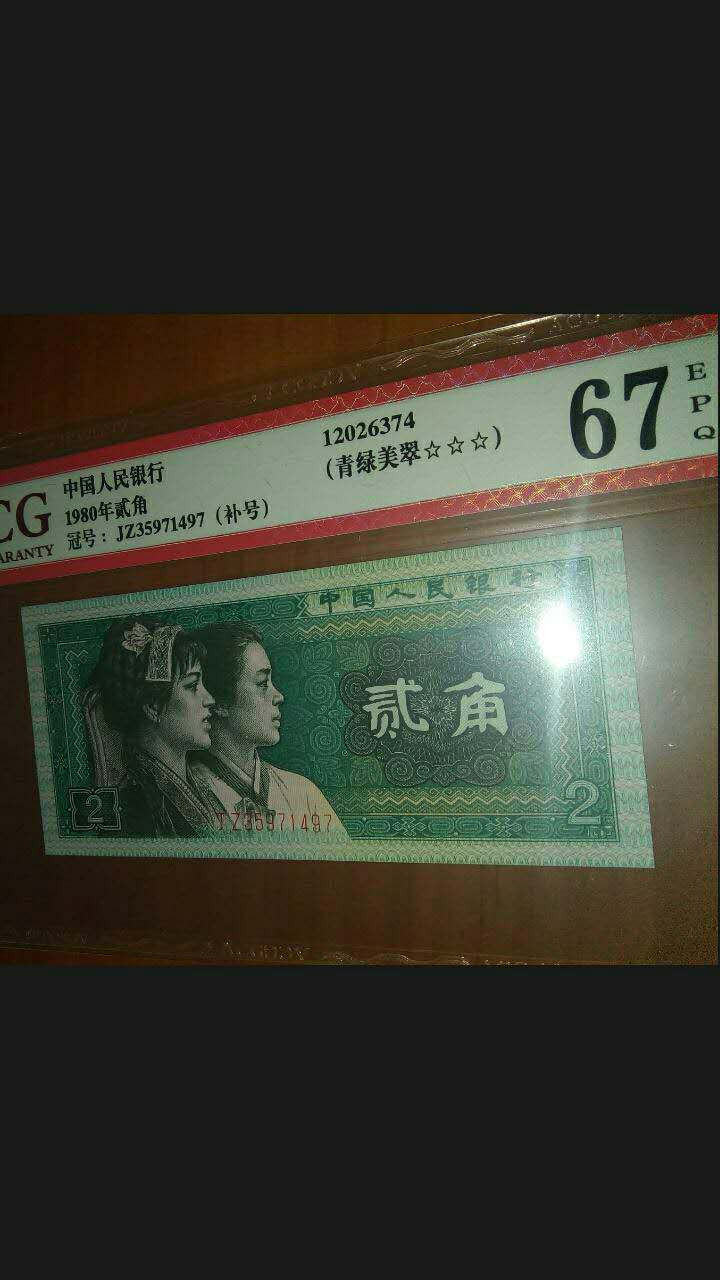 中国人民银行
1980年贰角
冠号：JZ35971497（补号）
12026374
（青绿美翠☆☆☆）
67
E
P
Q
CG
ARANTY
中国人民银行
贰角
2
JZ35971497
2